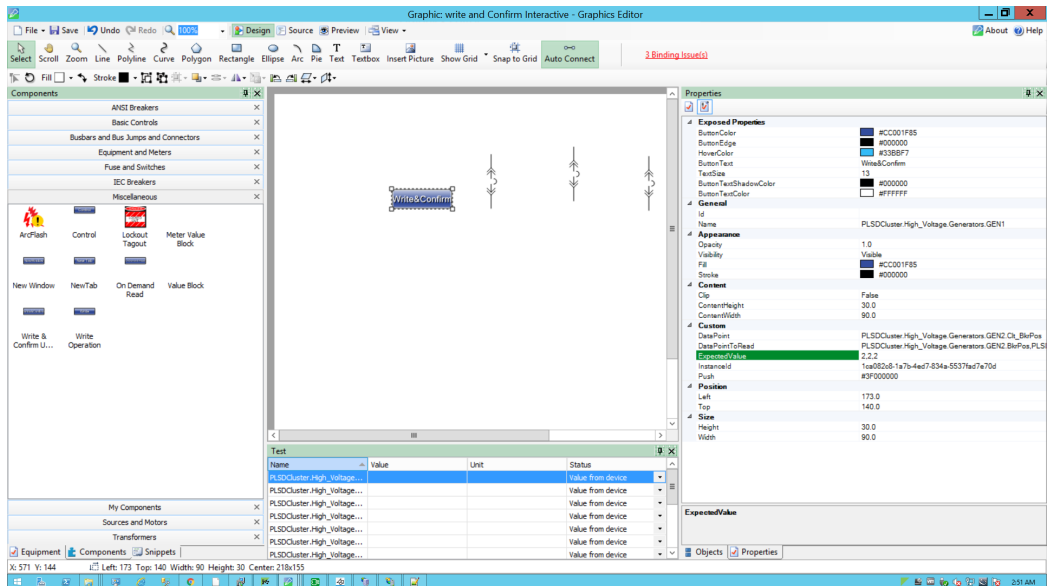 Graphic: write and Confirm Interactive - Graphics Editor
File Save Undo Redo 100% Design Source Preview View About Help
Select Scroll Zoom Line Polyline Curve Polygon Rectangle Ellipse Arc Pie Text Textbox Insert Picture Show Grid Snap to Grid Auto Connect 3 Binding Issue(s)
Fill Stroke
Components
ANSI Breakers
Basic Controls
Busbars and Bus Jumps and Connectors
Equipment and Meters
Fuse and Switches
IEC Breakers
Miscellaneous
ArcFlash Control Lockout Tagout Meter Value Block
New Window NewTab On Demand Read Value Block
Write & Confirm U... Write Operation
My Components
Sources and Motors
Transformers
Equipment Components Snippets
Write&Confirm
Test
Name Value Unit Status
PLSDCluster.High_Voltage... Value from device
PLSDCluster.High_Voltage... Value from device
PLSDCluster.High_Voltage... Value from device
PLSDCluster.High_Voltage... Value from device
PLSDCluster.High_Voltage... Value from device
PLSDCluster.High_Voltage... Value from device
PLSDCluster.High_Voltage... Value from device
Properties
Exposed Properties
ButtonColor #CC001F85
ButtonEdge #000000
HoverColor #33BBF7
ButtonText Write&Confirm
TextSize 13
ButtonTextShadowColor #000000
ButtonTextColor #FFFFFF
General
Id
Name PLSDCluster.High_Voltage.Generators.GEN1
Appearance
Opacity 1.0
Visibility Visible
Fill #CC001F85
Stroke #000000
Content
Clip False
ContentHeight 30.0
ContentWidth 90.0
Custom
DataPoint PLSDCluster.High_Voltage.Generators.GEN2.Clt_BkrPos
DataPointToRead PLSDCluster.High_Voltage.Generators.GEN2.BkrPos,PLSI
ExpectedValue 2,2,2
InstanceId 1ca082c8-1a7b-4ed7-834a-5537fad7e70d
Push #3F000000
Position
Left 173.0
Top 140.0
Size
Height 30.0
Width 90.0
ExpectedValue
Objects Properties
X: 571 Y: 144 Left: 173 Top: 140 Width: 90 Height: 30 Center: 218x155
2:51 AM